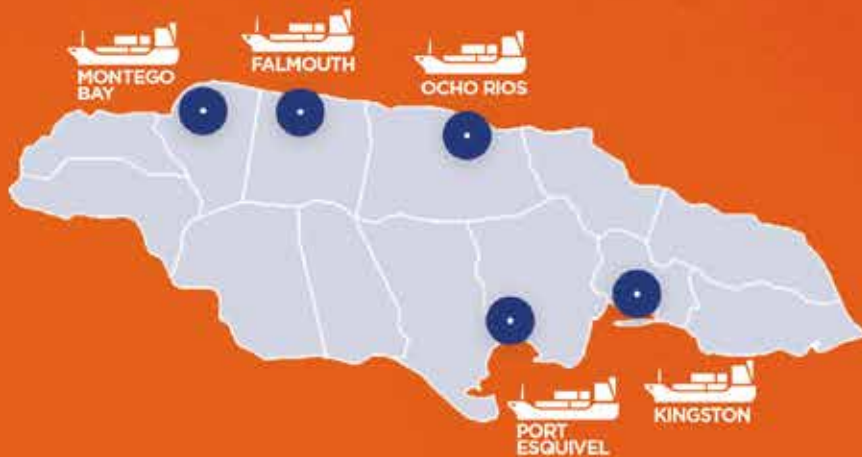 MONTEGO
BAY
FALMOUTH
OCHO RIOS
PORT
ESQUIVEL
KINGSTON